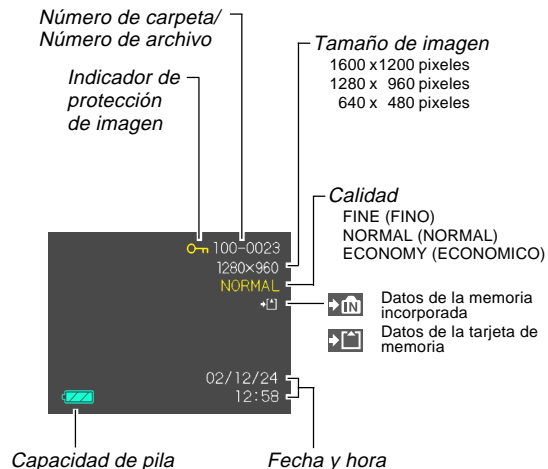 Número de carpeta/
Número de archivo
Tamaño de imagen
1600 x1200 pixeles
1280 x 960 pixeles
640 x 480 pixeles
Indicador de
protección
de imagen
Calidad
FINE (FINO)
NORMAL (NORMAL)
ECONOMY (ECONOMICO)
100-0023
1280×960
NORMAL
IN Datos de la memoria
incorporada
Datos de la tarjeta de
memoria
02/12/24
12:58
Capacidad de pila
Fecha y hora